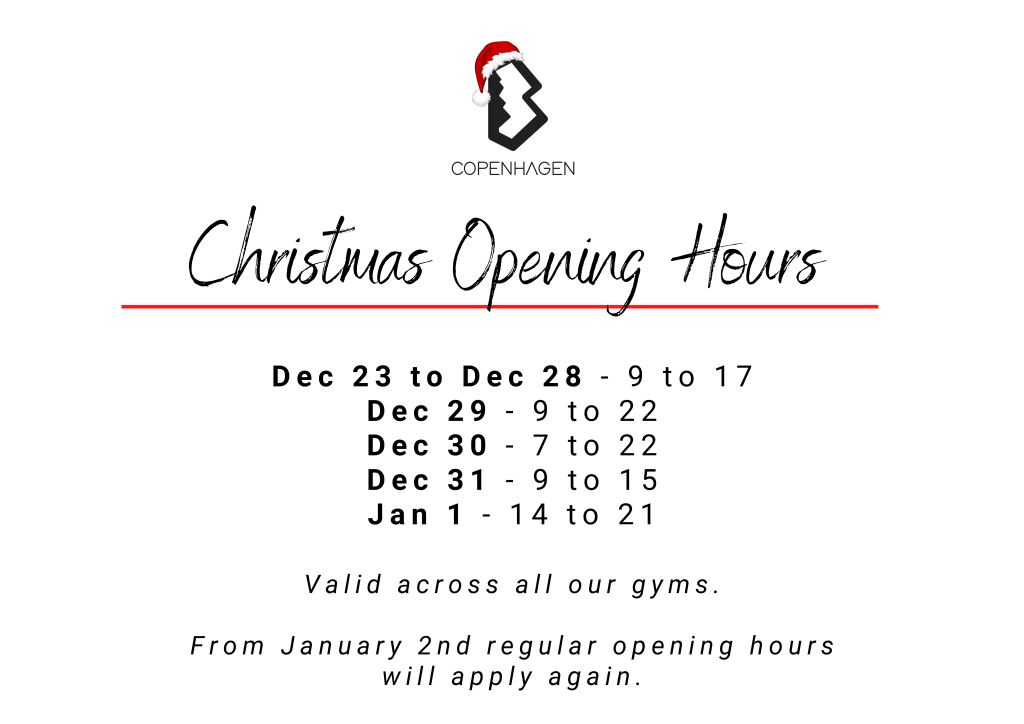 COPENHAGEN
Christmas Opening Hours
Dec 23 to Dec 28 - 9 to 17
Dec 29 - 9 to 22
Dec 30 - 7 to 22
Dec 31 - 9 to 15
Jan 1 - 14 to 21
Valid across all our gyms.
From January 2nd regular opening hours
will apply again.